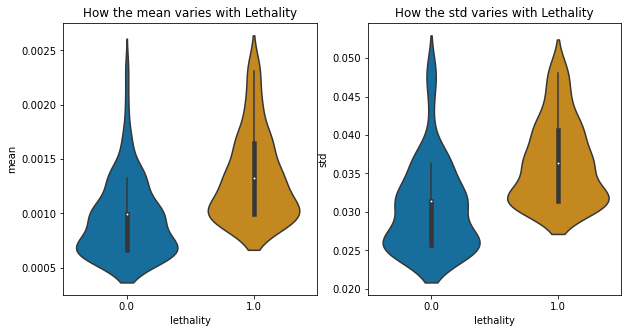 How the mean varies with Lethality
mean
0.0025
0.0020
0.0015
0.0010
0.0005
0.0
1.0
lethality
How the std varies with Lethality
std
0.050
0.045
0.040
0.035
0.030
0.025
0.020
0.0
1.0
lethality